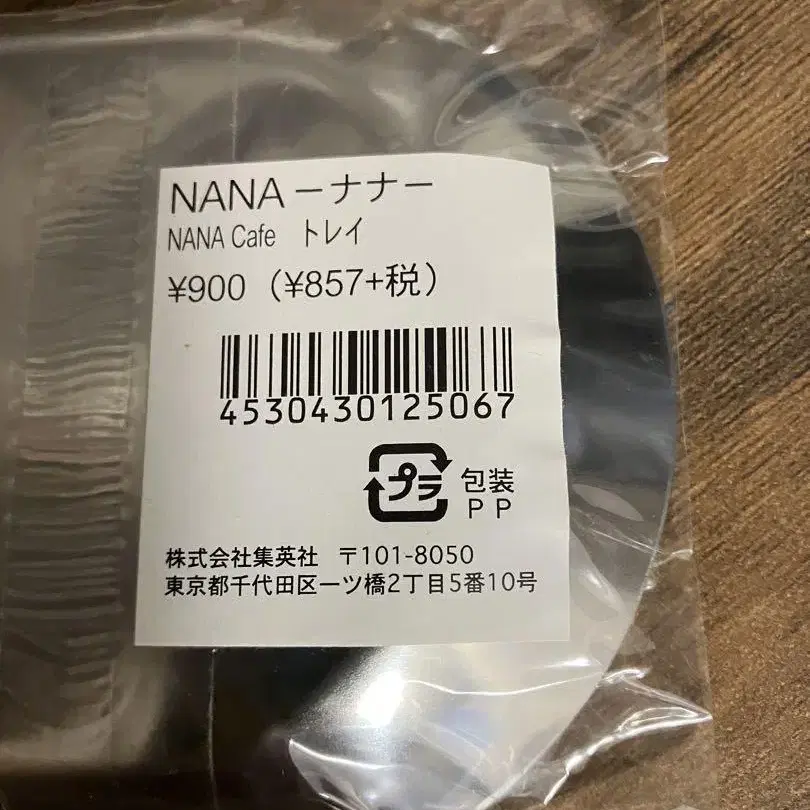 NANA－ナナ－
NANA Cafe　トレイ
¥900（¥857+税）
4530430125067
プラ
包装
PP
株式会社集英社　〒101-8050
東京都千代田区一ツ橋2丁目5番10号